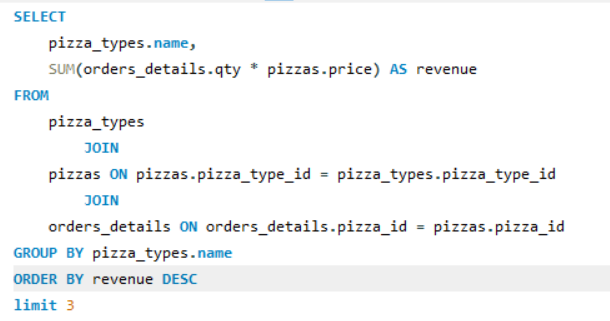 SELECT
    pizza_types.name,
    SUM(orders_details.qty * pizzas.price) AS revenue
FROM
    pizza_types
        JOIN
    pizzas ON pizzas.pizza_type_id = pizza_types.pizza_type_id
        JOIN
    orders_details ON orders_details.pizza_id = pizzas.pizza_id
GROUP BY pizza_types.name
ORDER BY revenue DESC
limit 3